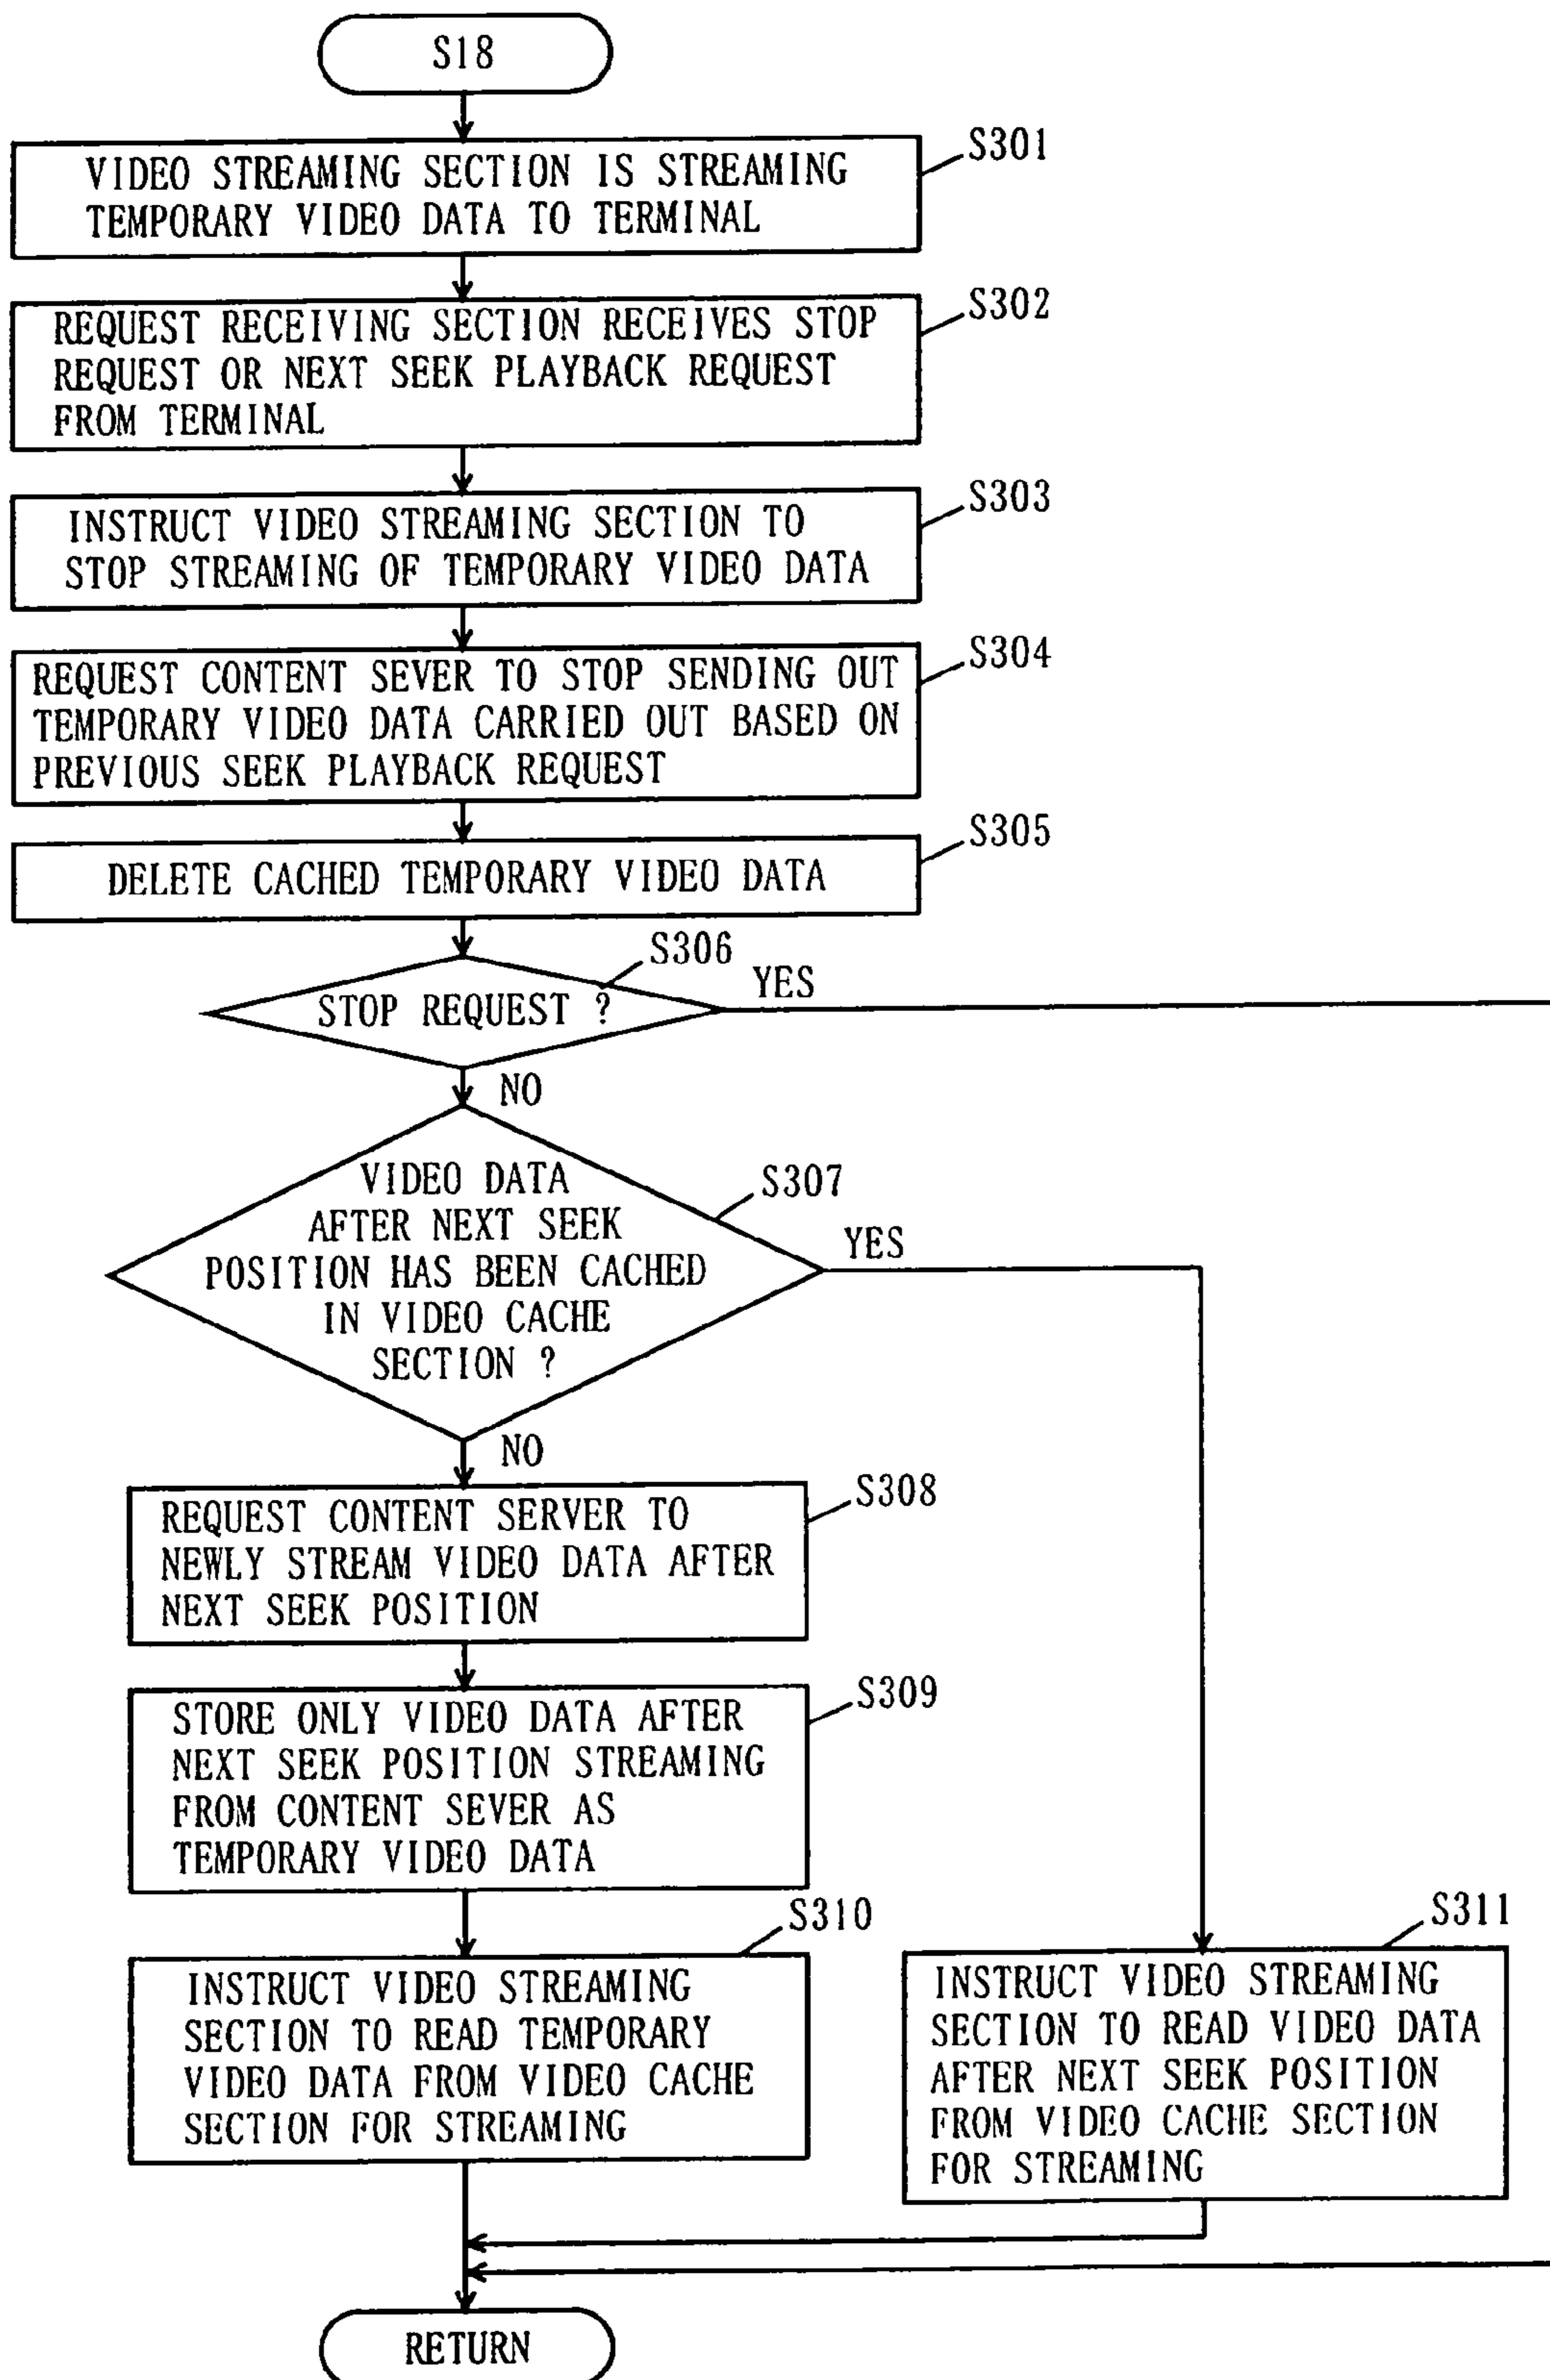 S18
VIDEO STREAMING SECTION IS STREAMING
TEMPORARY VIDEO DATA TO TERMINAL
S301
REQUEST RECEIVING SECTION RECEIVES STOP
REQUEST OR NEXT SEEK PLAYBACK REQUEST
FROM TERMINAL
S302
INSTRUCT VIDEO STREAMING SECTION TO
STOP STREAMING OF TEMPORARY VIDEO DATA
S303
REQUEST CONTENT SEVER TO STOP SENDING OUT
TEMPORARY VIDEO DATA CARRIED OUT BASED ON
PREVIOUS SEEK PLAYBACK REQUEST
S304
DELETE CACHED TEMPORARY VIDEO DATA
S305
STOP REQUEST ?
S306
YES
NO
VIDEO DATA
AFTER NEXT SEEK
POSITION HAS BEEN CACHED
IN VIDEO CACHE
SECTION ?
S307
YES
NO
REQUEST CONTENT SERVER TO
NEWLY STREAM VIDEO DATA AFTER
NEXT SEEK POSITION
S308
STORE ONLY VIDEO DATA AFTER
NEXT SEEK POSITION STREAMING
FROM CONTENT SEVER AS
TEMPORARY VIDEO DATA
S309
INSTRUCT VIDEO STREAMING
SECTION TO READ TEMPORARY
VIDEO DATA FROM VIDEO CACHE
SECTION FOR STREAMING
S310
INSTRUCT VIDEO STREAMING
SECTION TO READ VIDEO DATA
AFTER NEXT SEEK POSITION
FROM VIDEO CACHE SECTION
FOR STREAMING
S311
RETURN